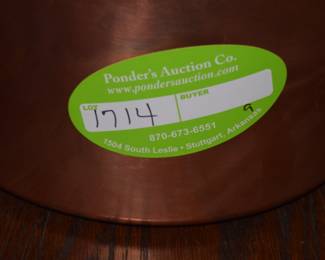 Ponder's Auction Co.
www.pondersauction.com
LOT BUYER
1714 9
870-673-6551
1504 South Leslie • Stuttgart, Arkansas